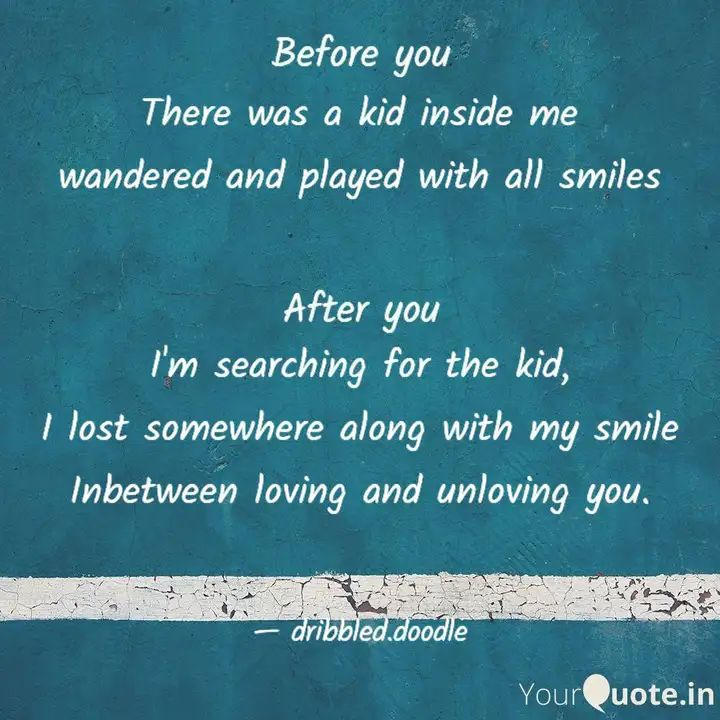 Before you
There was a kid inside me
wandered and played with all smiles
After you
I'm searching for the kid,
I lost somewhere along with my smile
Inbetween loving and unloving you.
— dribbled.doodle
YourQuote.in